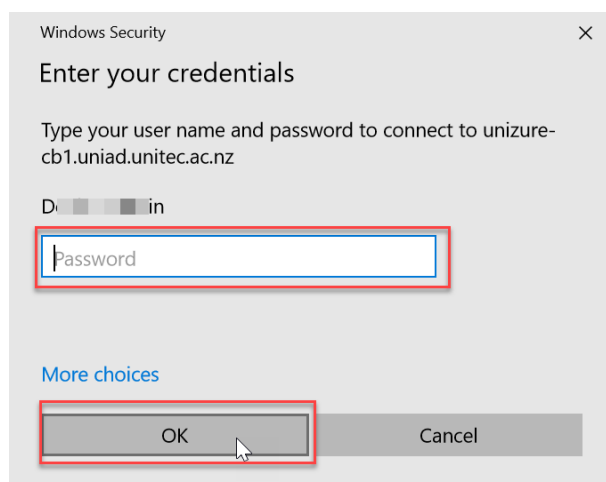 Windows Security
Enter your credentials
Type your user name and password to connect to unizure-
cb1.uniad.unitec.ac.nz
Password
More choices
OK
Cancel